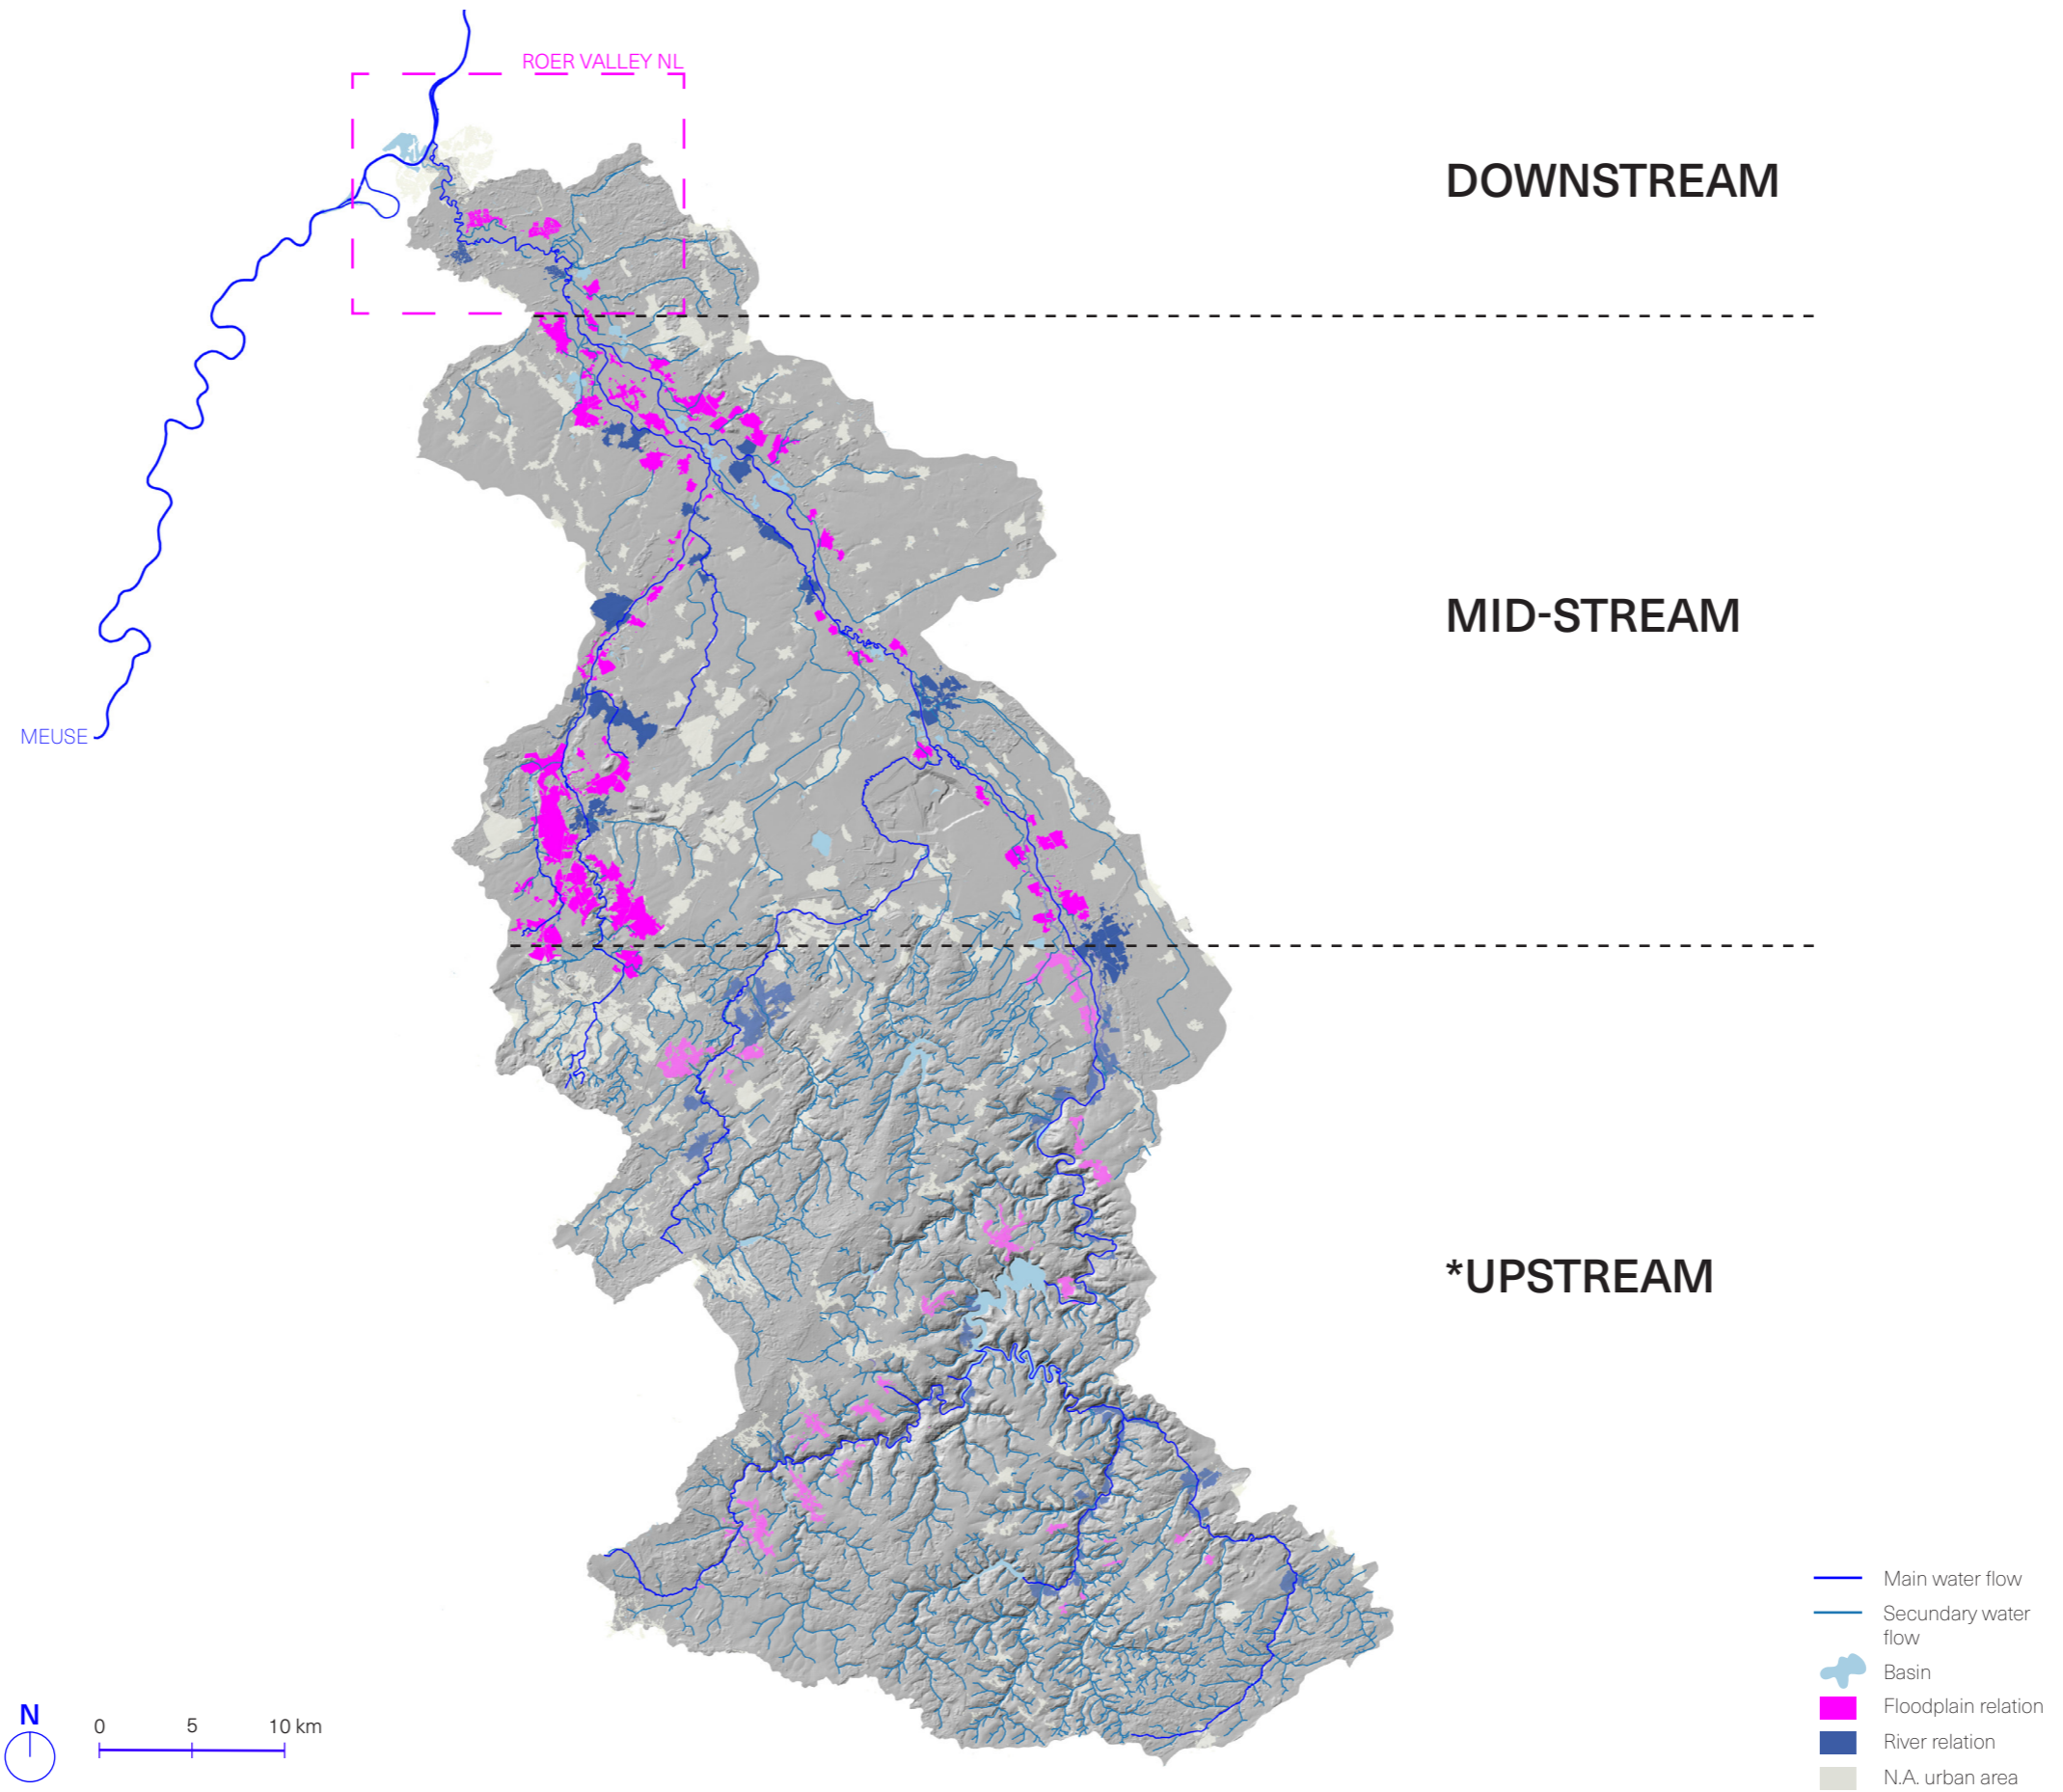 ROER VALLEY NL
DOWNSTREAM
MID-STREAM
MEUSE
*UPSTREAM
Main water flow
Secundary water
flow
Basin
Floodplain relation
River relation
N.A. urban area
N
0 5 10 km